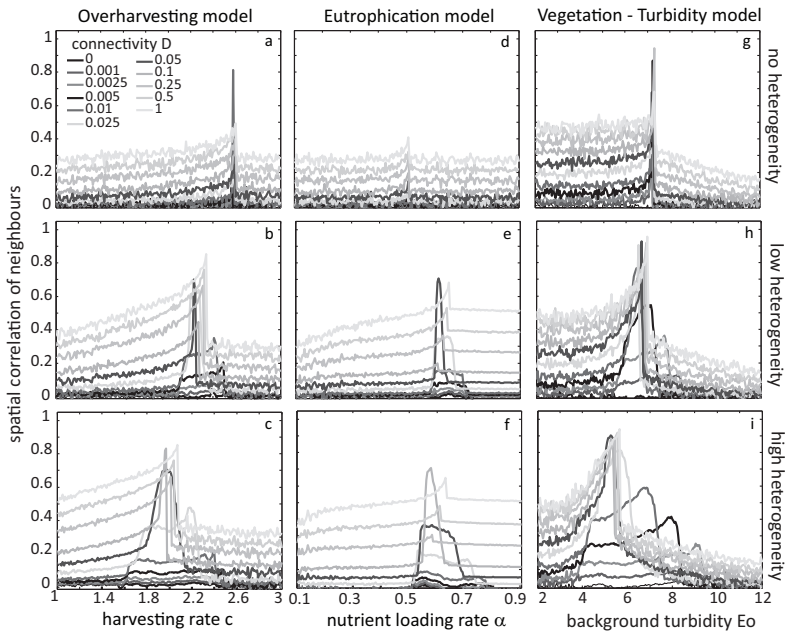 Overharvesting model
Eutrophication model
Vegetation - Turbidity model
spatial correlation of neighbours
1
0.8
0.6
0.4
0.2
0
connectivity D
0
0.001
0.0025
0.005
0.01
0.025
0.05
0.1
0.25
0.5
1
a
d
g
no heterogeneity
1
0.8
0.6
0.4
0.2
0
b
e
h
low heterogeneity
1
0.8
0.6
0.4
0.2
0
c
f
i
high heterogeneity
1 1.4 1.8 2.2 2.6 3
0.1 0.3 0.5 0.7 0.9
2 4 6 8 10 12
harvesting rate c
nutrient loading rate α
background turbidity Eo